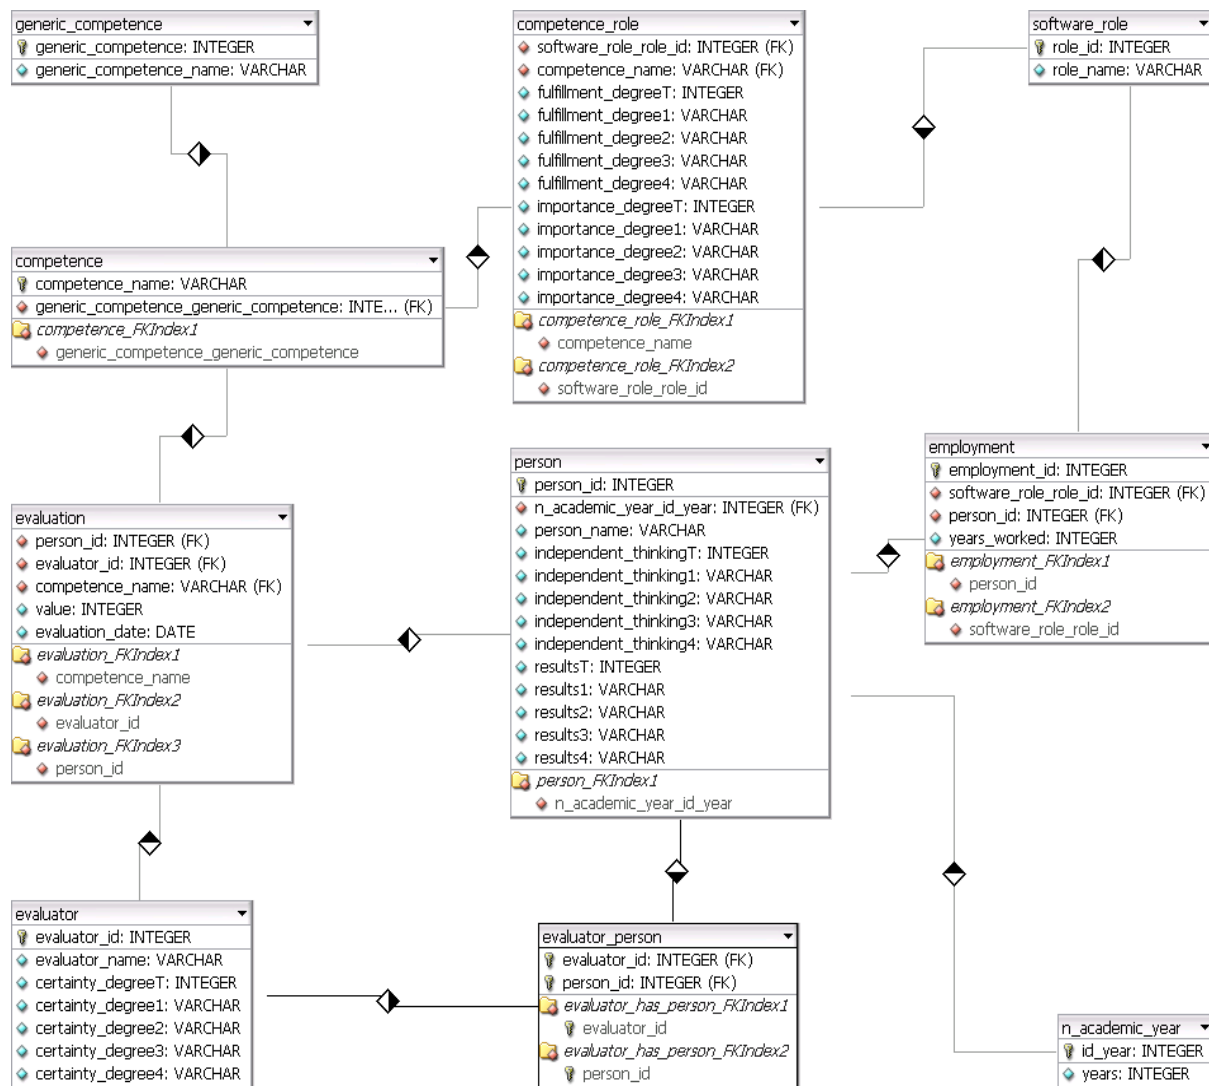 generic_competence
generic_competence: INTEGER
generic_competence_name: VARCHAR
competence_role
software_role_role_id: INTEGER (FK)
competence_name: VARCHAR (FK)
fulfillment_degreeT: INTEGER
fulfillment_degree1: VARCHAR
fulfillment_degree2: VARCHAR
fulfillment_degree3: VARCHAR
fulfillment_degree4: VARCHAR
importance_degreeT: INTEGER
importance_degree1: VARCHAR
importance_degree2: VARCHAR
importance_degree3: VARCHAR
importance_degree4: VARCHAR
competence_role_FKIndex1
competence_name
competence_role_FKIndex2
software_role_role_id
software_role
role_id: INTEGER
role_name: VARCHAR
competence
competence_name: VARCHAR
generic_competence_generic_competence: INTE... (FK)
competence_FKIndex1
generic_competence_generic_competence
person
person_id: INTEGER
n_academic_year_id_year: INTEGER (FK)
person_name: VARCHAR
independent_thinkingT: INTEGER
independent_thinking1: VARCHAR
independent_thinking2: VARCHAR
independent_thinking3: VARCHAR
independent_thinking4: VARCHAR
resultsT: INTEGER
results1: VARCHAR
results2: VARCHAR
results3: VARCHAR
results4: VARCHAR
person_FKIndex1
n_academic_year_id_year
employment
employment_id: INTEGER
software_role_role_id: INTEGER (FK)
person_id: INTEGER (FK)
years_worked: INTEGER
employment_FKIndex1
person_id
employment_FKIndex2
software_role_role_id
evaluation
person_id: INTEGER (FK)
evaluator_id: INTEGER (FK)
competence_name: VARCHAR (FK)
value: INTEGER
evaluation_date: DATE
evaluation_FKIndex1
competence_name
evaluation_FKIndex2
evaluator_id
evaluation_FKIndex3
person_id
evaluator
evaluator_id: INTEGER
evaluator_name: VARCHAR
certainty_degreeT: INTEGER
certainty_degree1: VARCHAR
certainty_degree2: VARCHAR
certainty_degree3: VARCHAR
certainty_degree4: VARCHAR
evaluator_person
evaluator_id: INTEGER (FK)
person_id: INTEGER (FK)
evaluator_has_person_FKIndex1
evaluator_id
evaluator_has_person_FKIndex2
person_id
n_academic_year
id_year: INTEGER
years: INTEGER